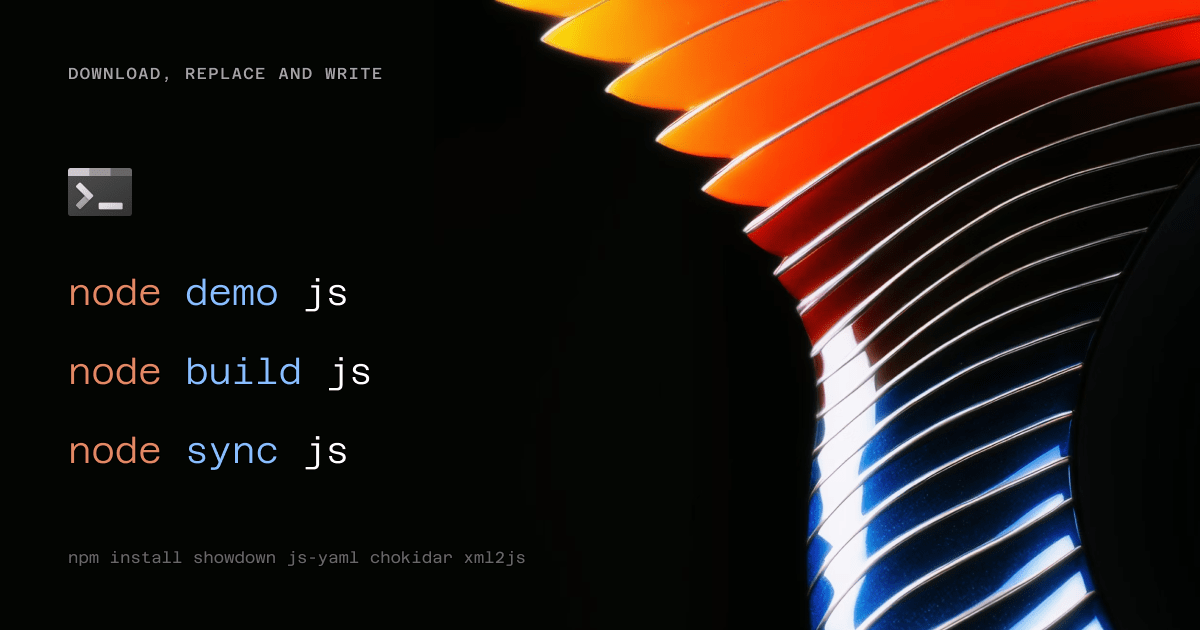 DOWNLOAD, REPLACE AND WRITE
node demo js
node build js
node sync js
npm install showdown js-yaml chokidar xml2js